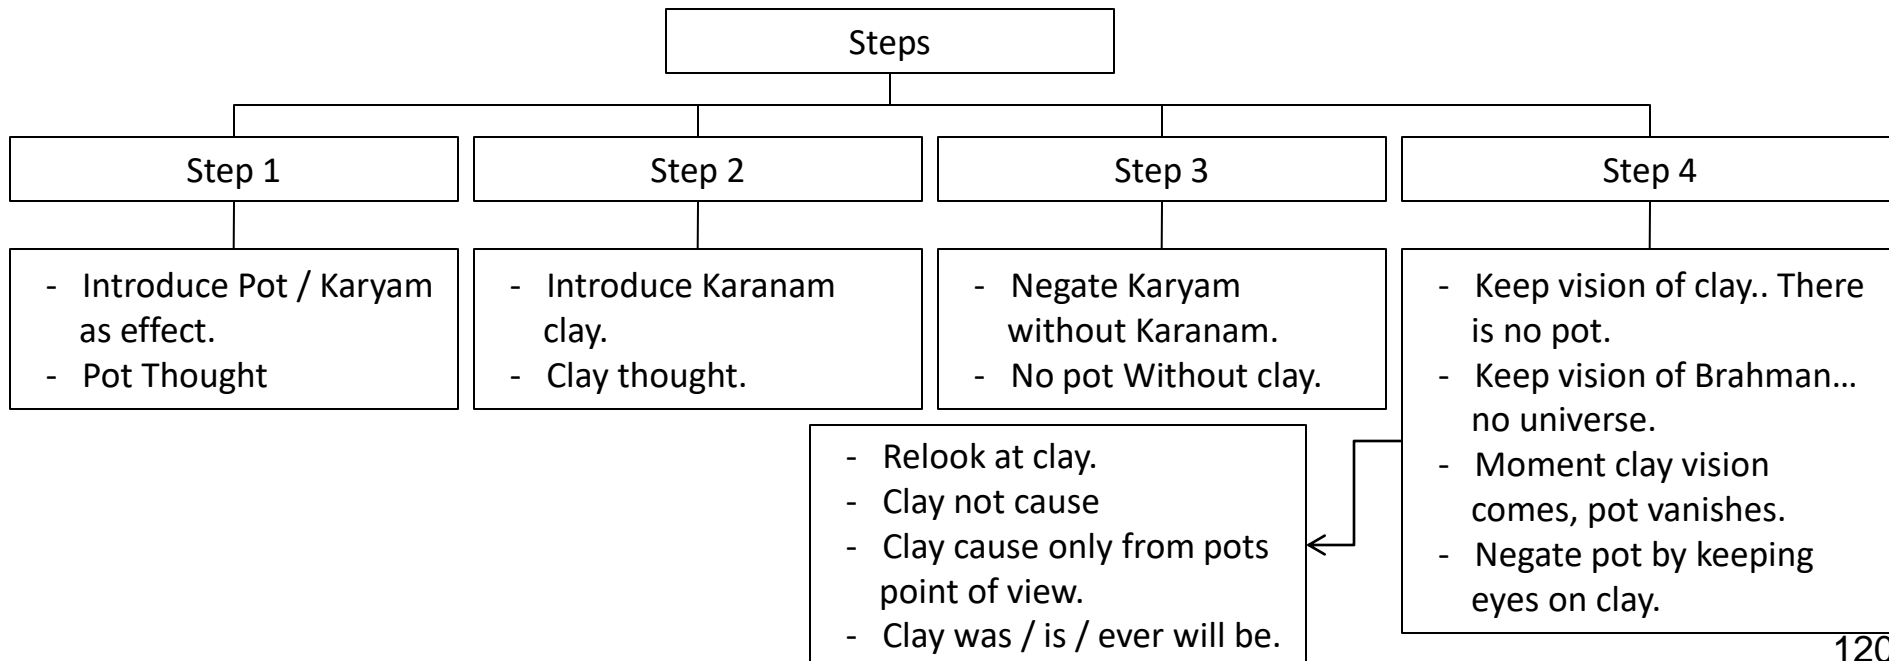 Steps
Step 1
Step 2
Step 3
Step 4
- Introduce Pot / Karyam
as effect.
- Pot Thought
- Introduce Karanam
clay.
- Clay thought.
- Negate Karyam
without Karanam.
- No pot Without clay.
- Keep vision of clay.. There
is no pot.
- Keep vision of Brahman...
no universe.
- Moment clay vision
comes, pot vanishes.
- Negate pot by keeping
eyes on clay.
- Relook at clay.
- Clay not cause
- Clay cause only from pots
point of view.
- Clay was / is / ever will be.
120